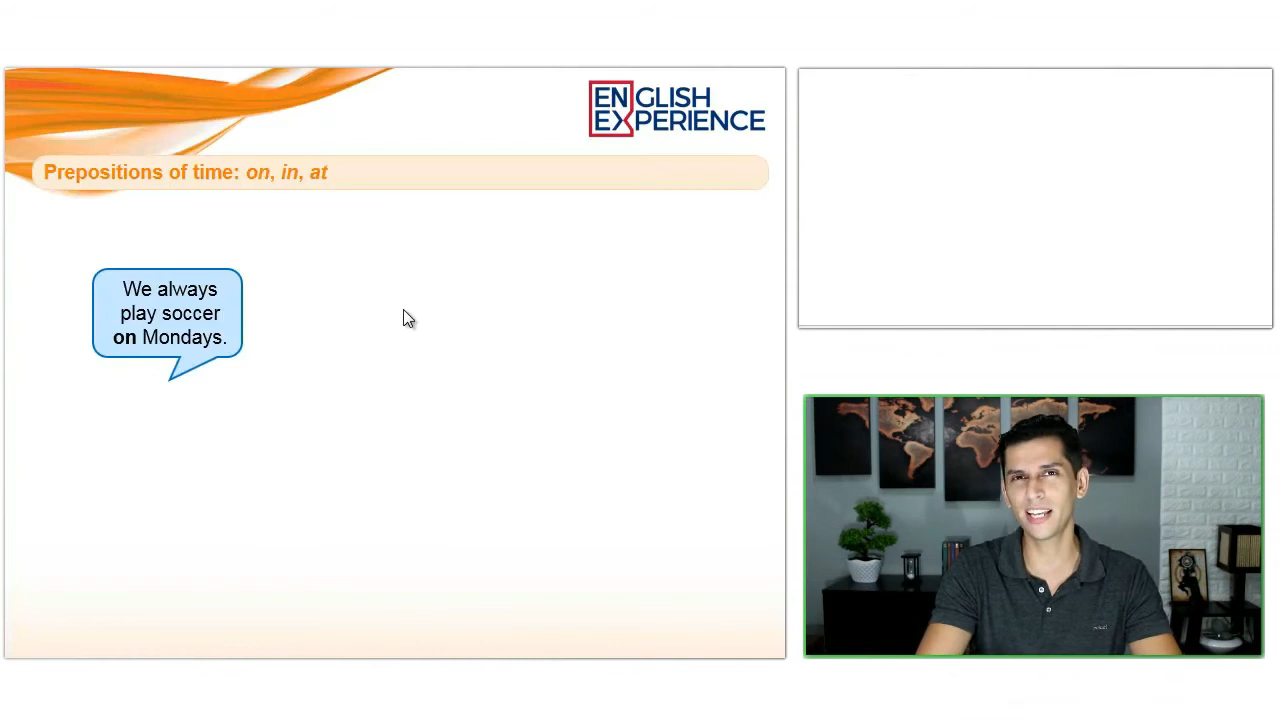 ENGLISH
EXPERIENCE
Prepositions of time: on, in, at
We always
play soccer
on Mondays.